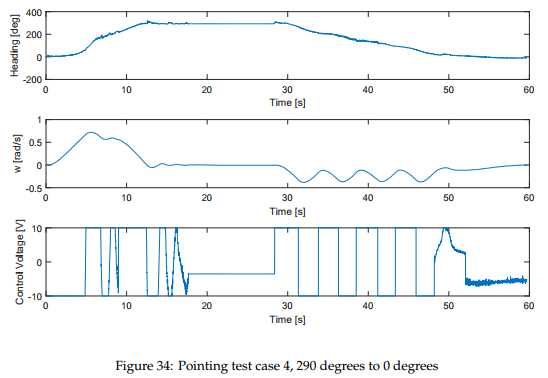 400
200
0
-200
Heading [deg]
0 10 20 30 40 50 60
Time [s]
1
0.5
0
-0.5
w [rad/s]
0 10 20 30 40 50 60
Time [s]
10
0
-10
Control Voltage [V]
0 10 20 30 40 50 60
Time [s]
Figure 34: Pointing test case 4, 290 degrees to 0 degrees